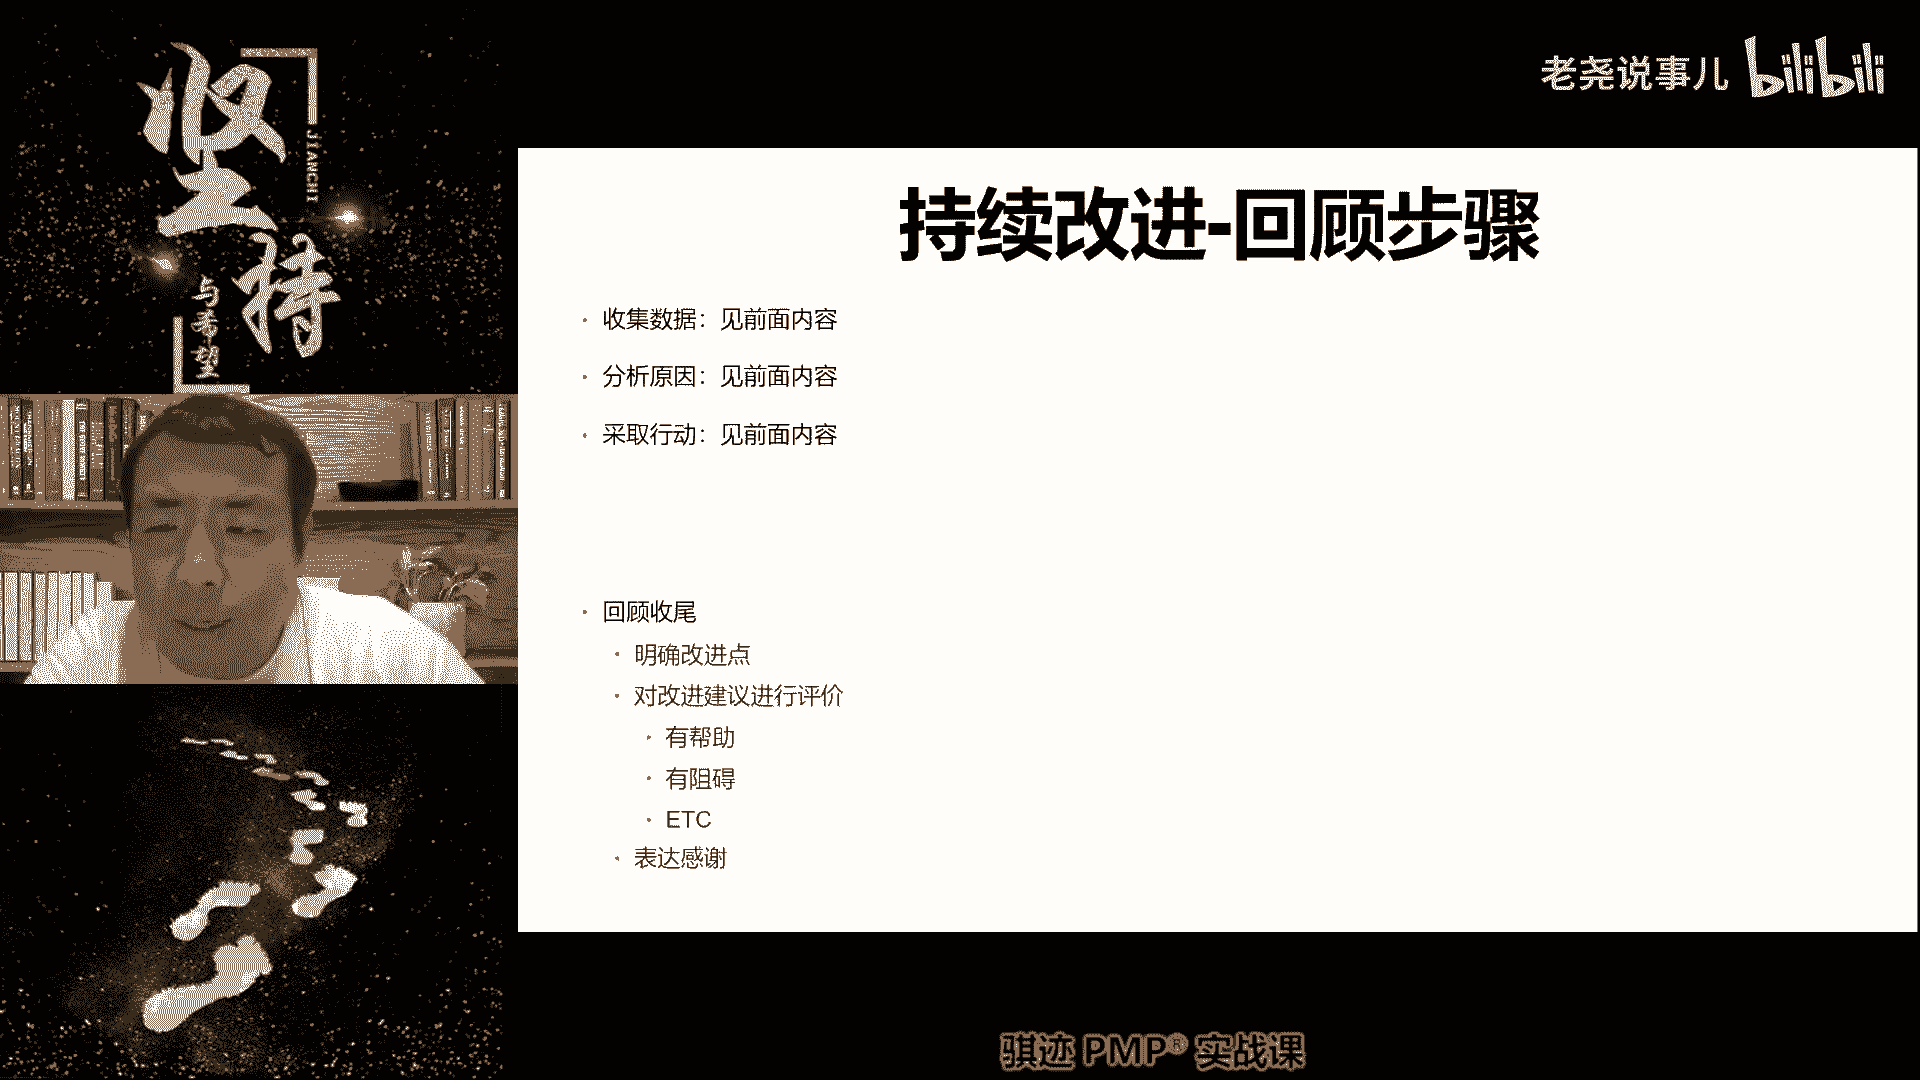 坚持
JIANCHI
与希望
老尧说事儿 bilibili
持续改进-回顾步骤
· 收集数据：见前面内容
· 分析原因：见前面内容
· 采取行动：见前面内容
· 回顾收尾
· 明确改进点
· 对改进建议进行评价
· 有帮助
· 有阻碍
· ETC
· 表达感谢
骐迹 PMP® 实战课